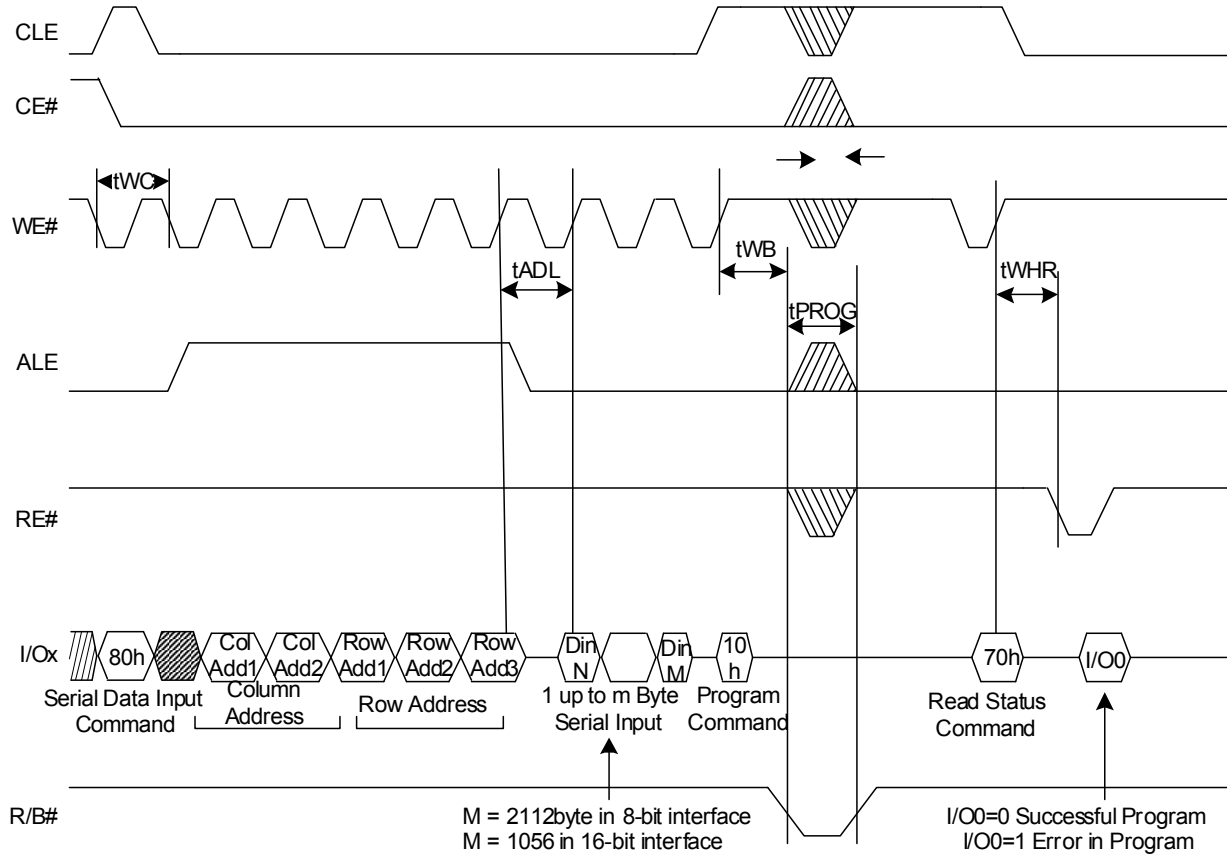 CLE
CE#
tWC
WE#
tADL
tWB
tWHR
tPROG
ALE
RE#
I/Ox
80h
Col Add1
Col Add2
Row Add1
Row Add2
Row Add3
Din N
Din M
10 h
70h
I/O0
Serial Data Input
Command
Column
Address
Row Address
1 up to m Byte
Serial Input
Program
Command
Read Status
Command
R/B#
M = 2112byte in 8-bit interface
M = 1056 in 16-bit interface
I/O0=0 Successful Program
I/O0=1 Error in Program